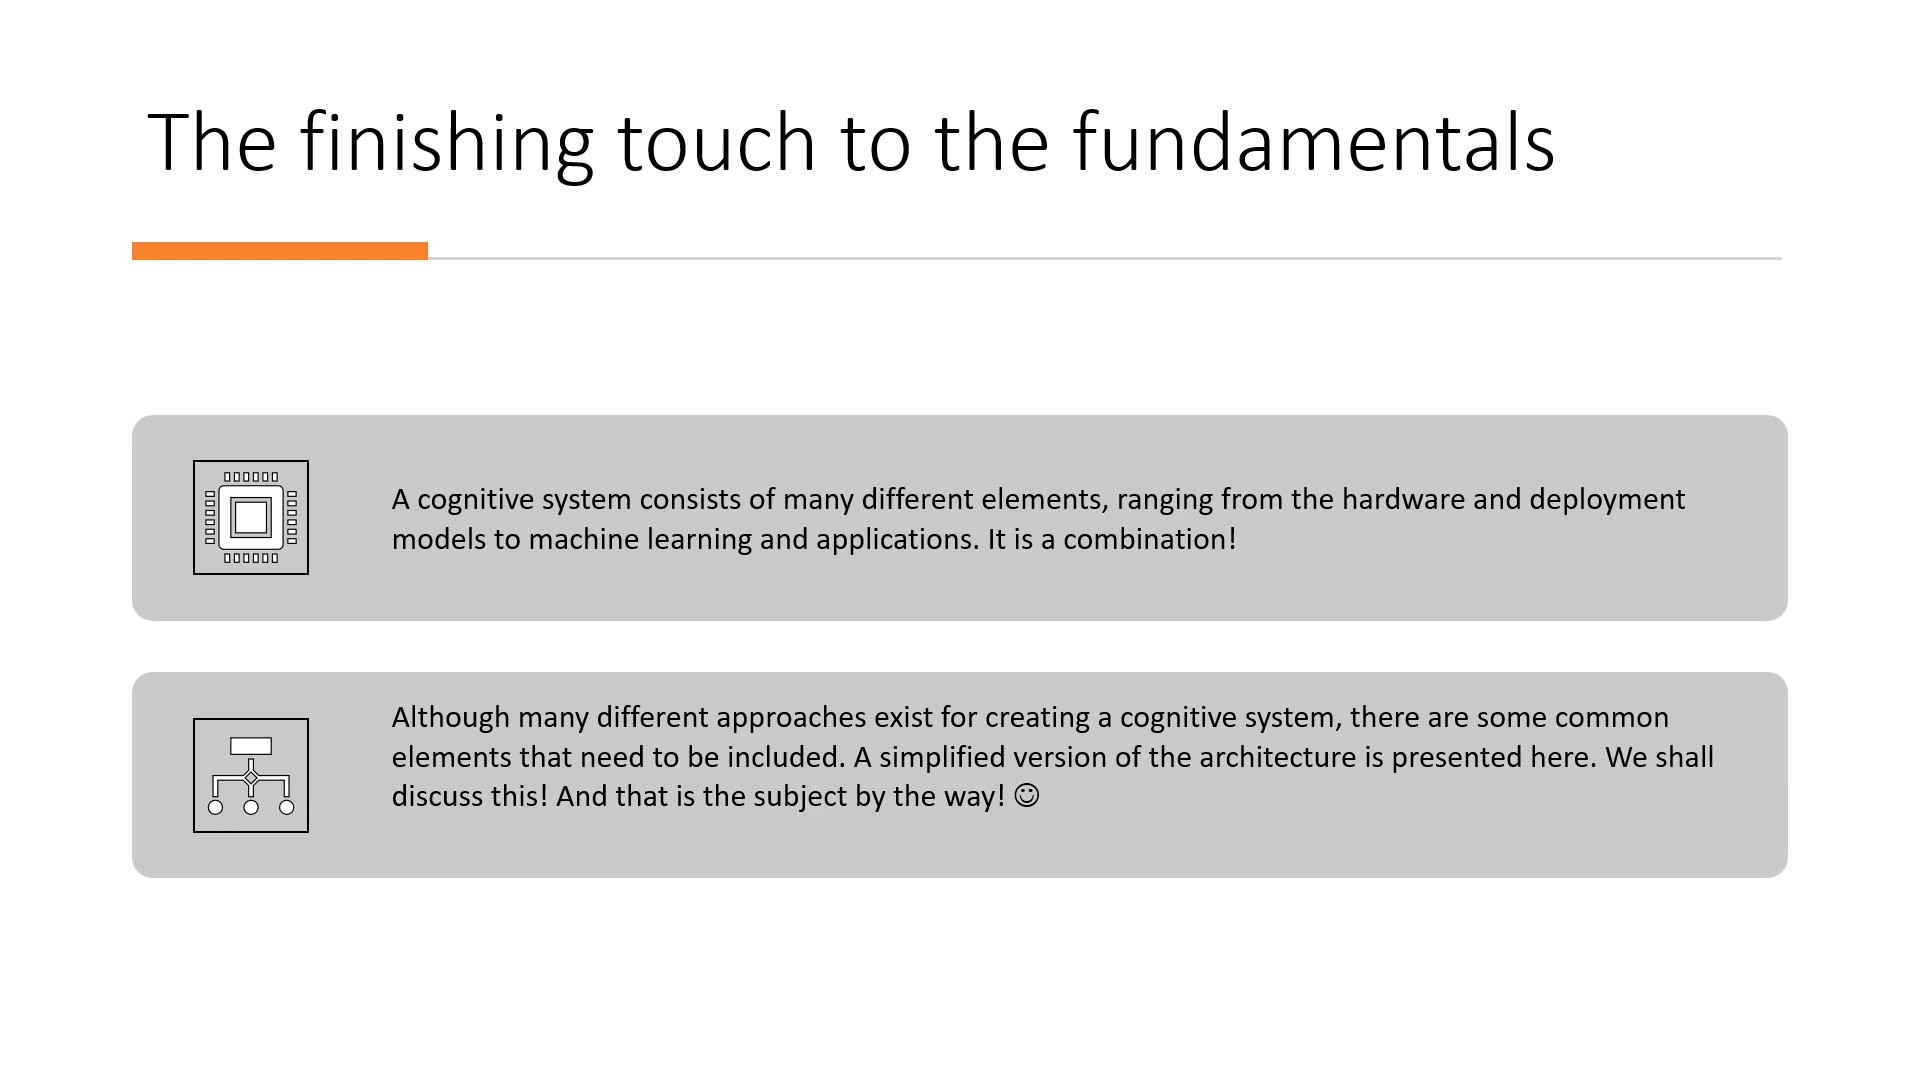 The finishing touch to the fundamentals
A cognitive system consists of many different elements, ranging from the hardware and deployment
models to machine learning and applications. It is a combination!
Although many different approaches exist for creating a cognitive system, there are some common
elements that need to be included. A simplified version of the architecture is presented here. We shall
discuss this! And that is the subject by the way! ☺